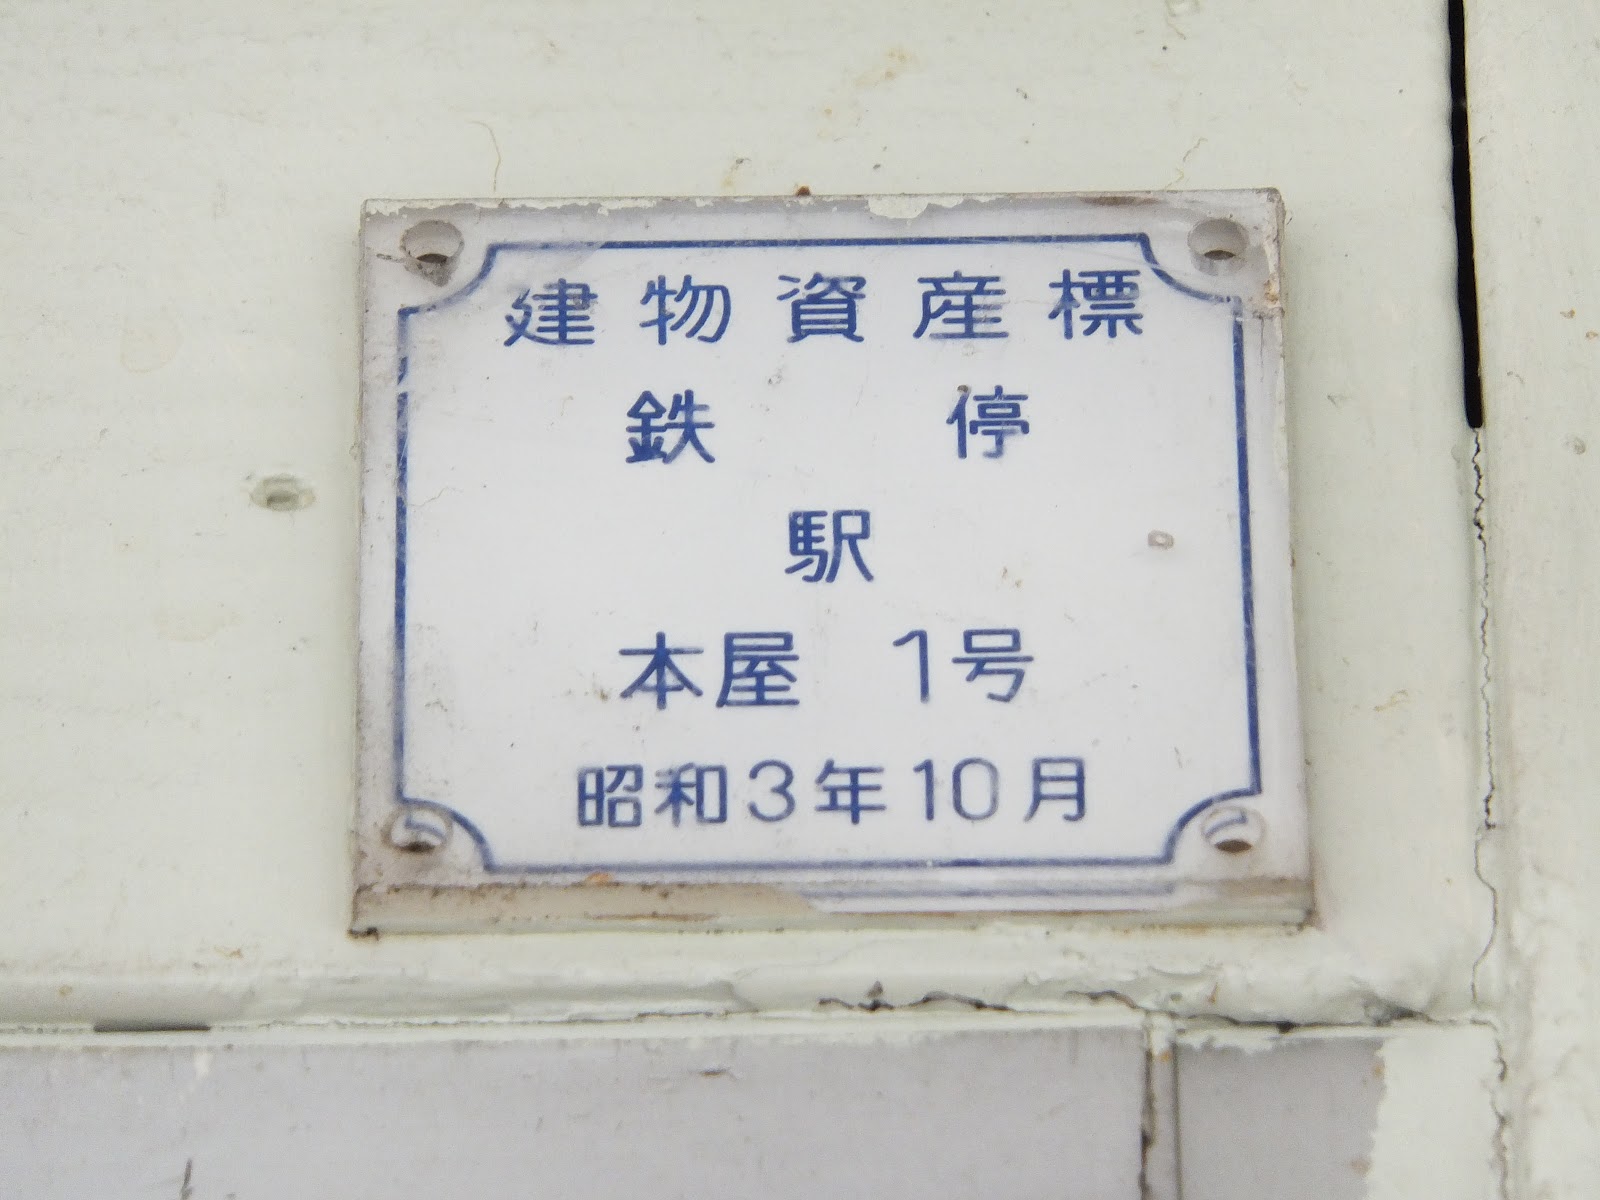 建物資産標
鉄 停
駅
本屋 1号
昭和3年10月